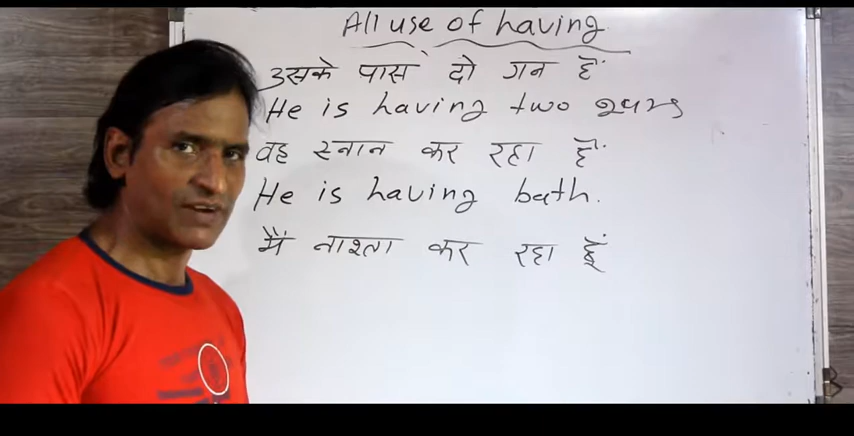 All use of having
उसके पास दो गन हैं
He is having two guns
वह स्नान कर रहा है
He is having bath.
मैं नाश्ता कर रहा हूं